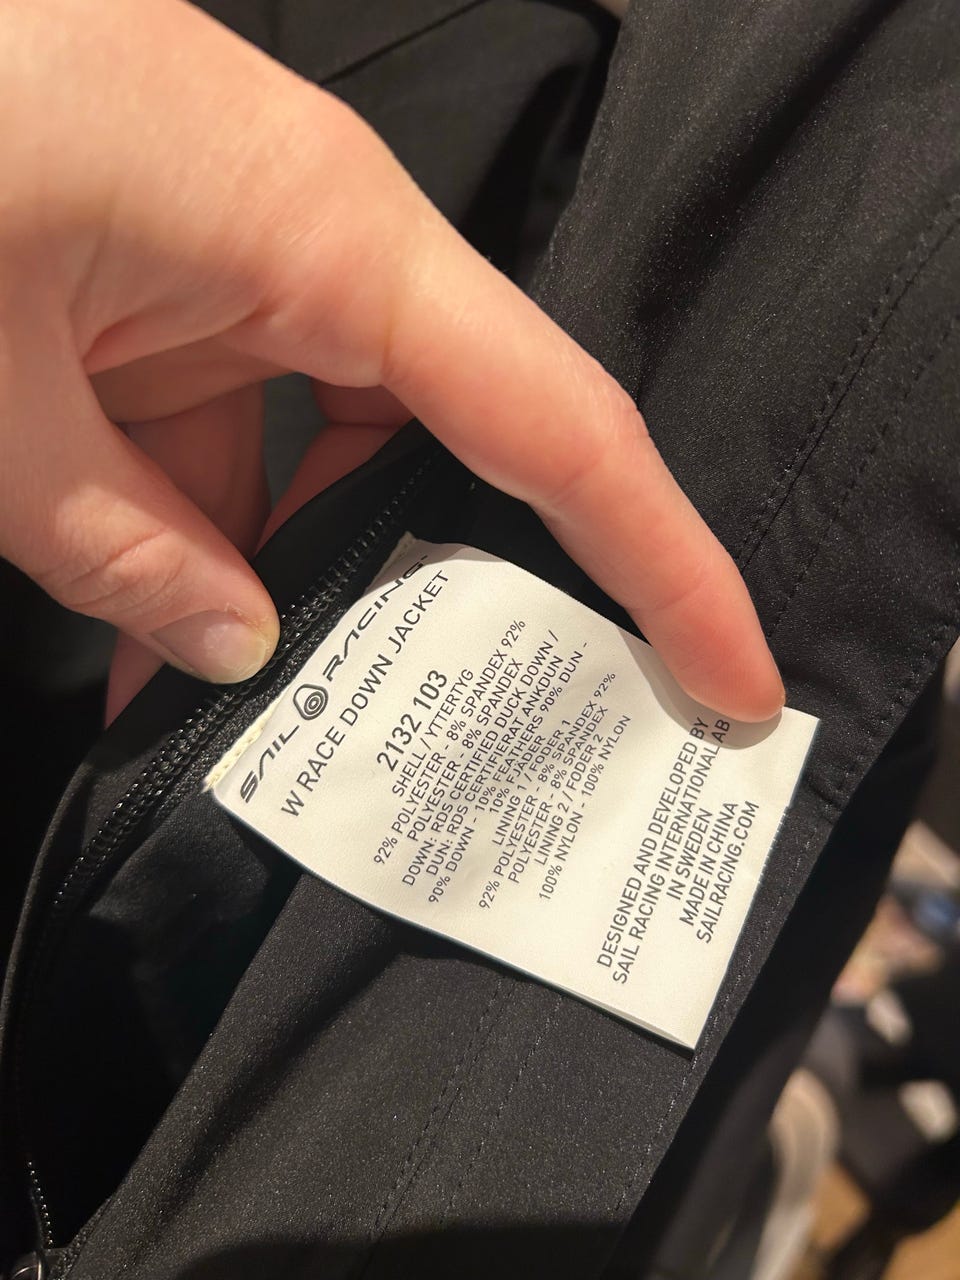 SAIL RACING
W RACE DOWN JACKET
2132 103
SHELL / YTTERTYG
92% POLYESTER - 8% SPANDEX 92%
POLYESTER - 8% SPANDEX
DOWN: RDS CERTIFIED DUCK DOWN /
DUN: RDS CERTIFIERAT ANKDUN
90% DOWN - 10% FEATHERS 90% DUN -
10% FJÄDER
LINING 1 / FODER 1
92% POLYESTER - 8% SPANDEX 92%
POLYESTER - 8% SPANDEX
LINING 2 / FODER 2
100% NYLON - 100% NYLON
DESIGNED AND DEVELOPED BY
SAIL RACING INTERNATIONAL AB
IN SWEDEN
MADE IN CHINA
SAILRACING.COM